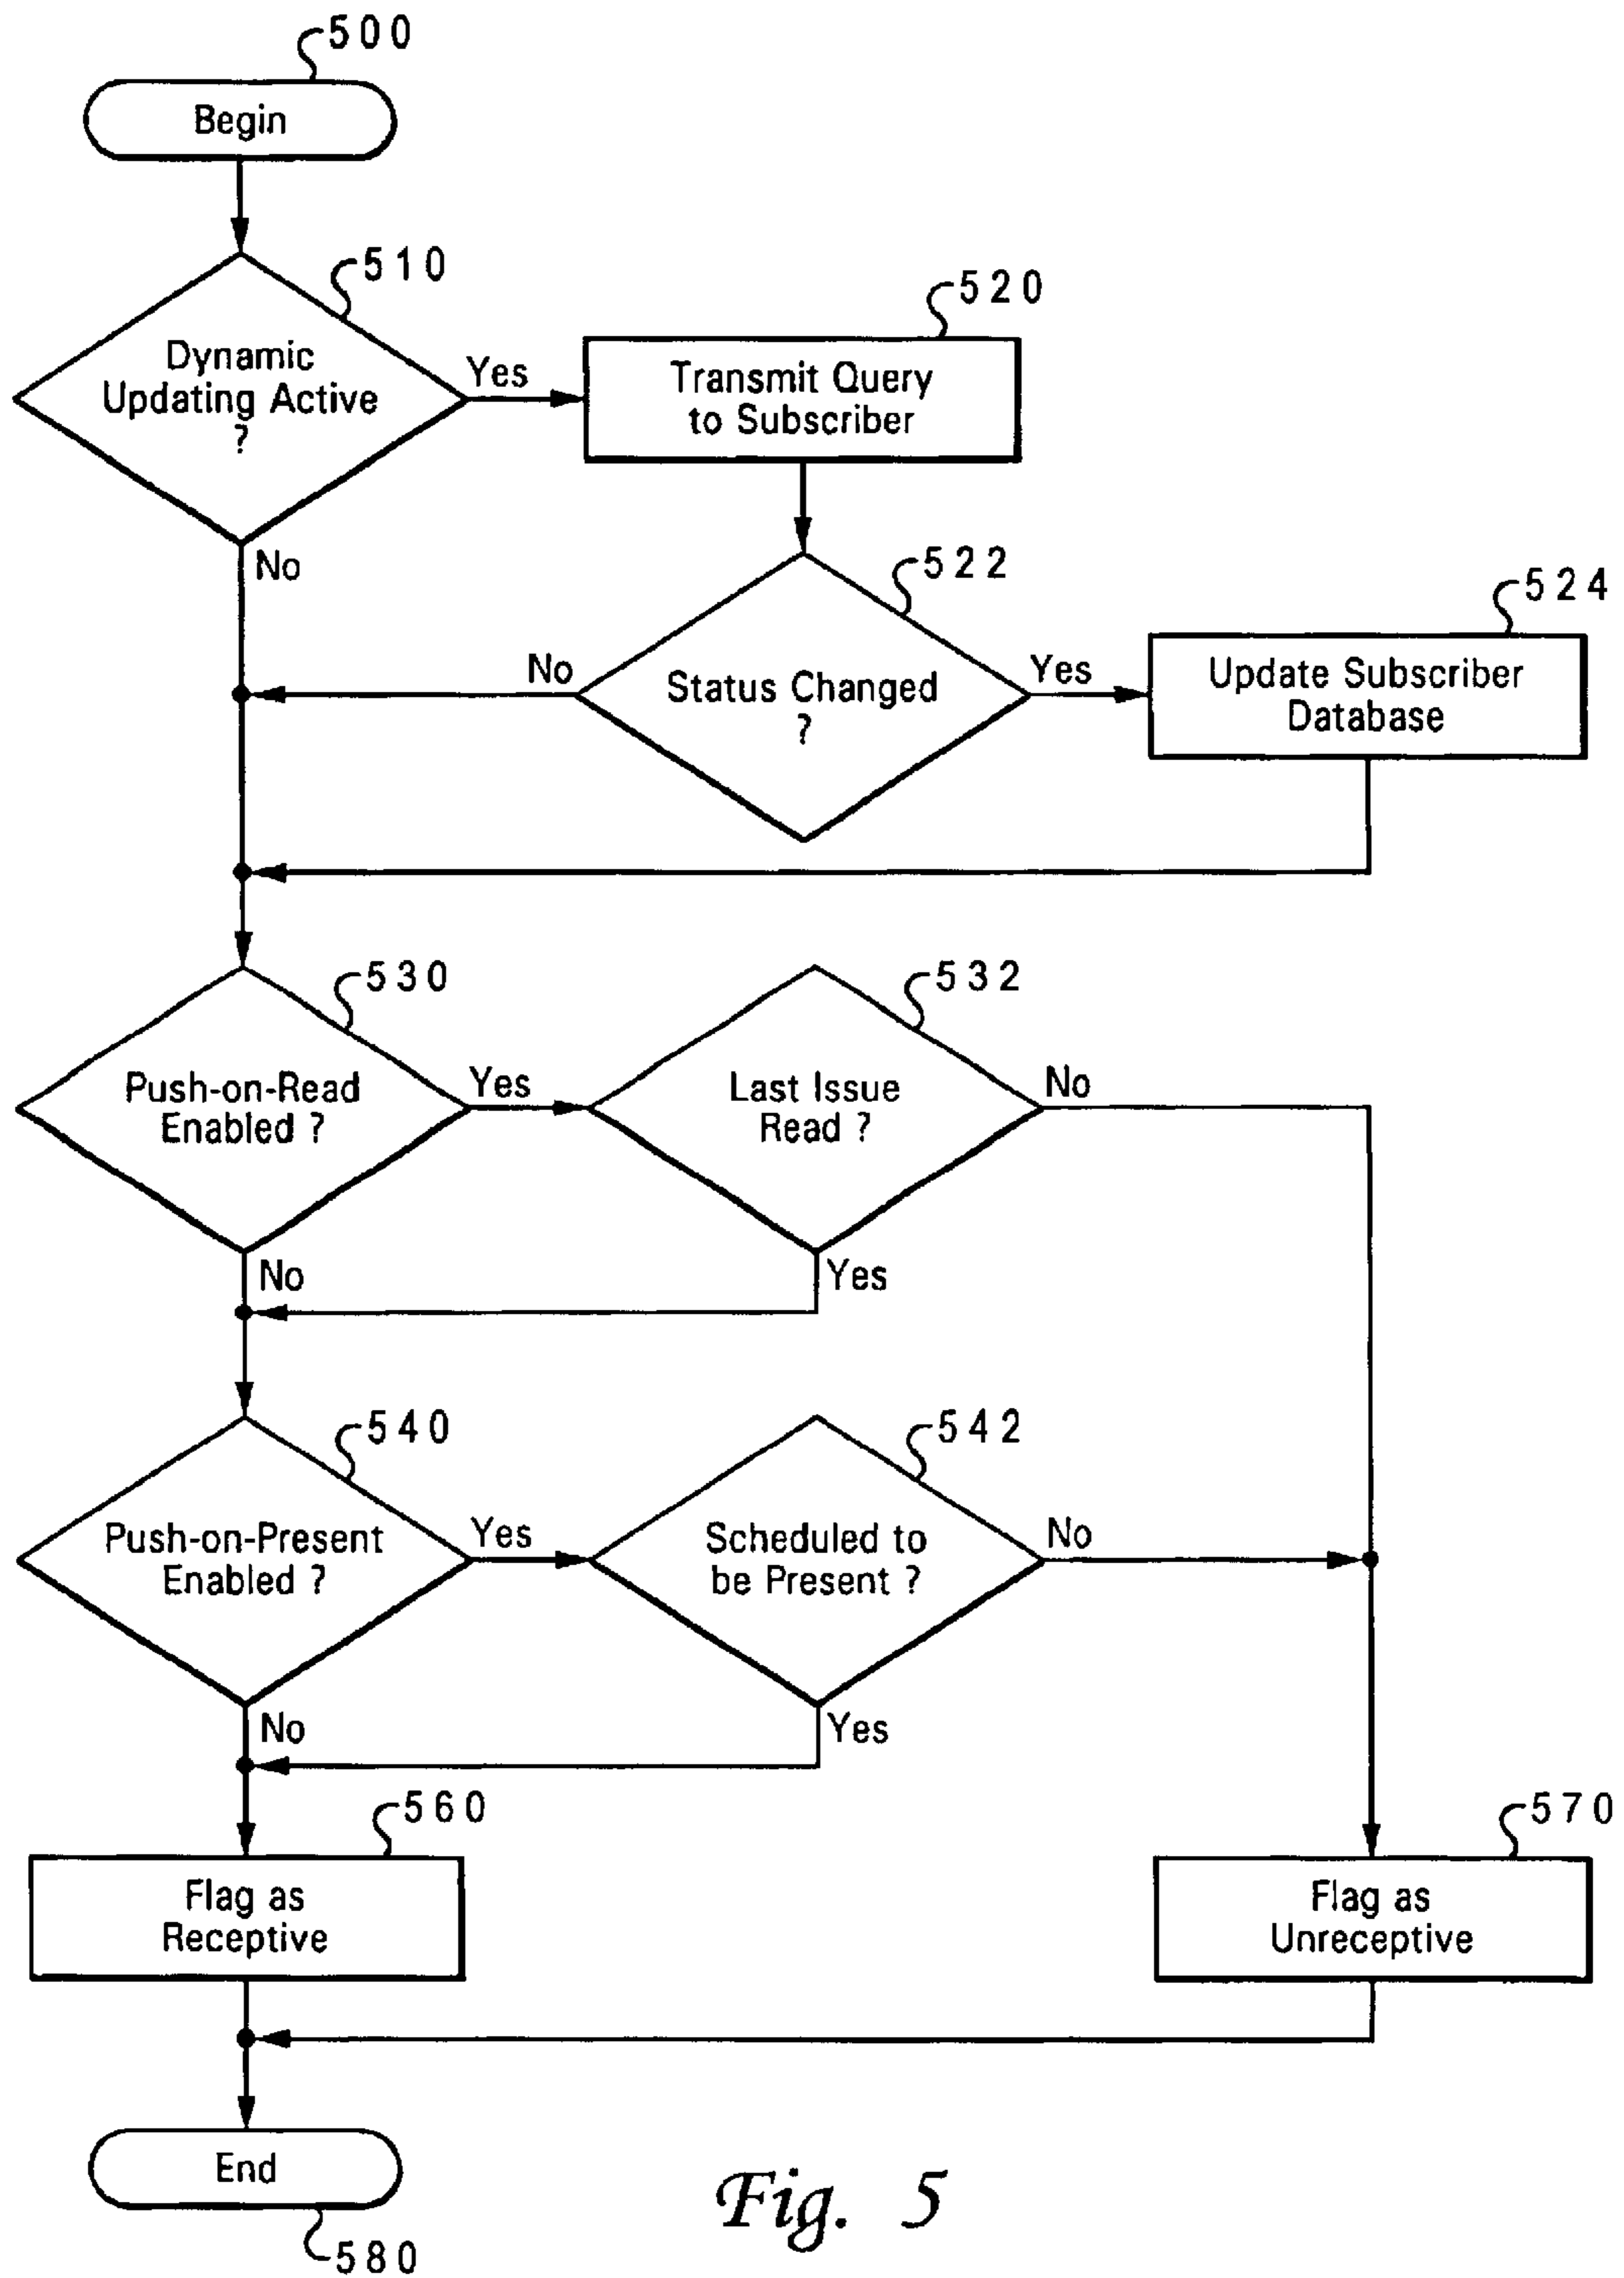 500
Begin
510
Dynamic
Updating Active
?
Yes
520
Transmit Query
to Subscriber
No
522
Status Changed
?
No
Yes
524
Update Subscriber
Database
530
Push-on-Read
Enabled ?
Yes
532
Last Issue
Read ?
No
No
Yes
540
Push-on-Present
Enabled ?
Yes
542
Scheduled to
be Present ?
No
No
Yes
560
Flag as
Receptive
570
Flag as
Unreceptive
End
580
Fig. 5